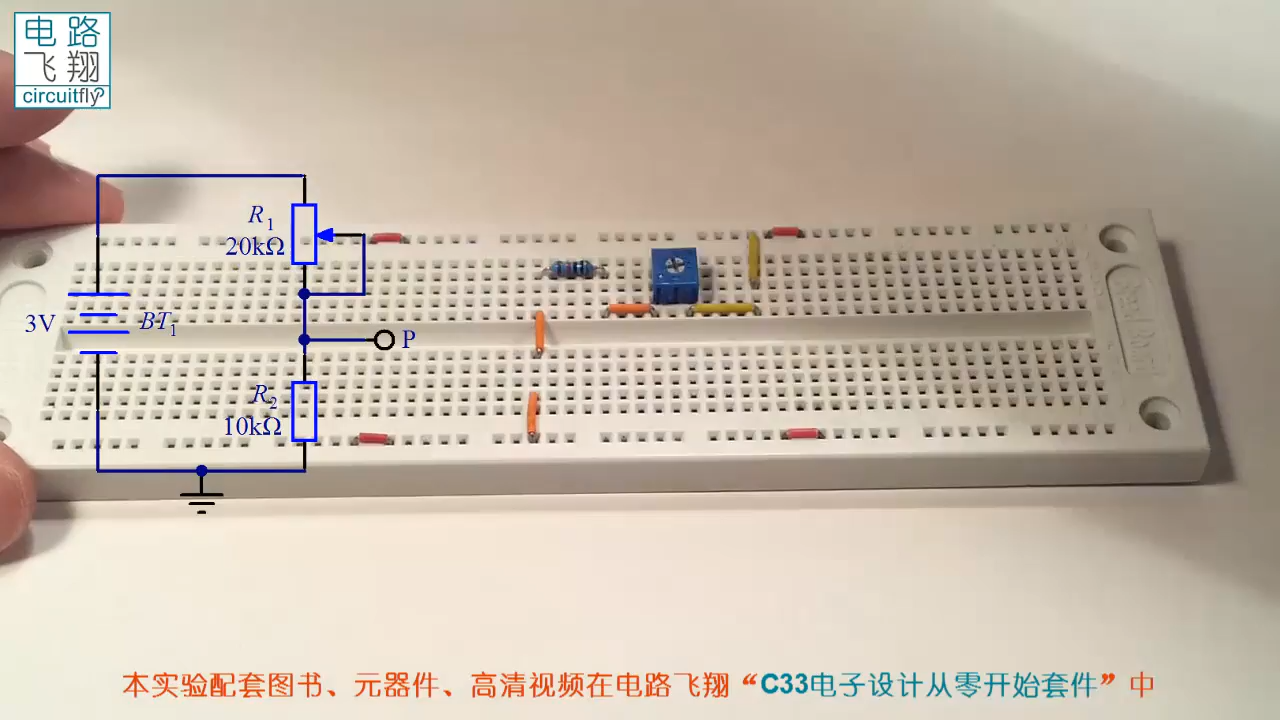 电路
飞翔
circuitfly
R1
20kΩ
3V
BT1
P
R2
10kΩ
本实验配套图书、元器件、高清视频在电路飞翔“C33电子设计从零开始套件”中